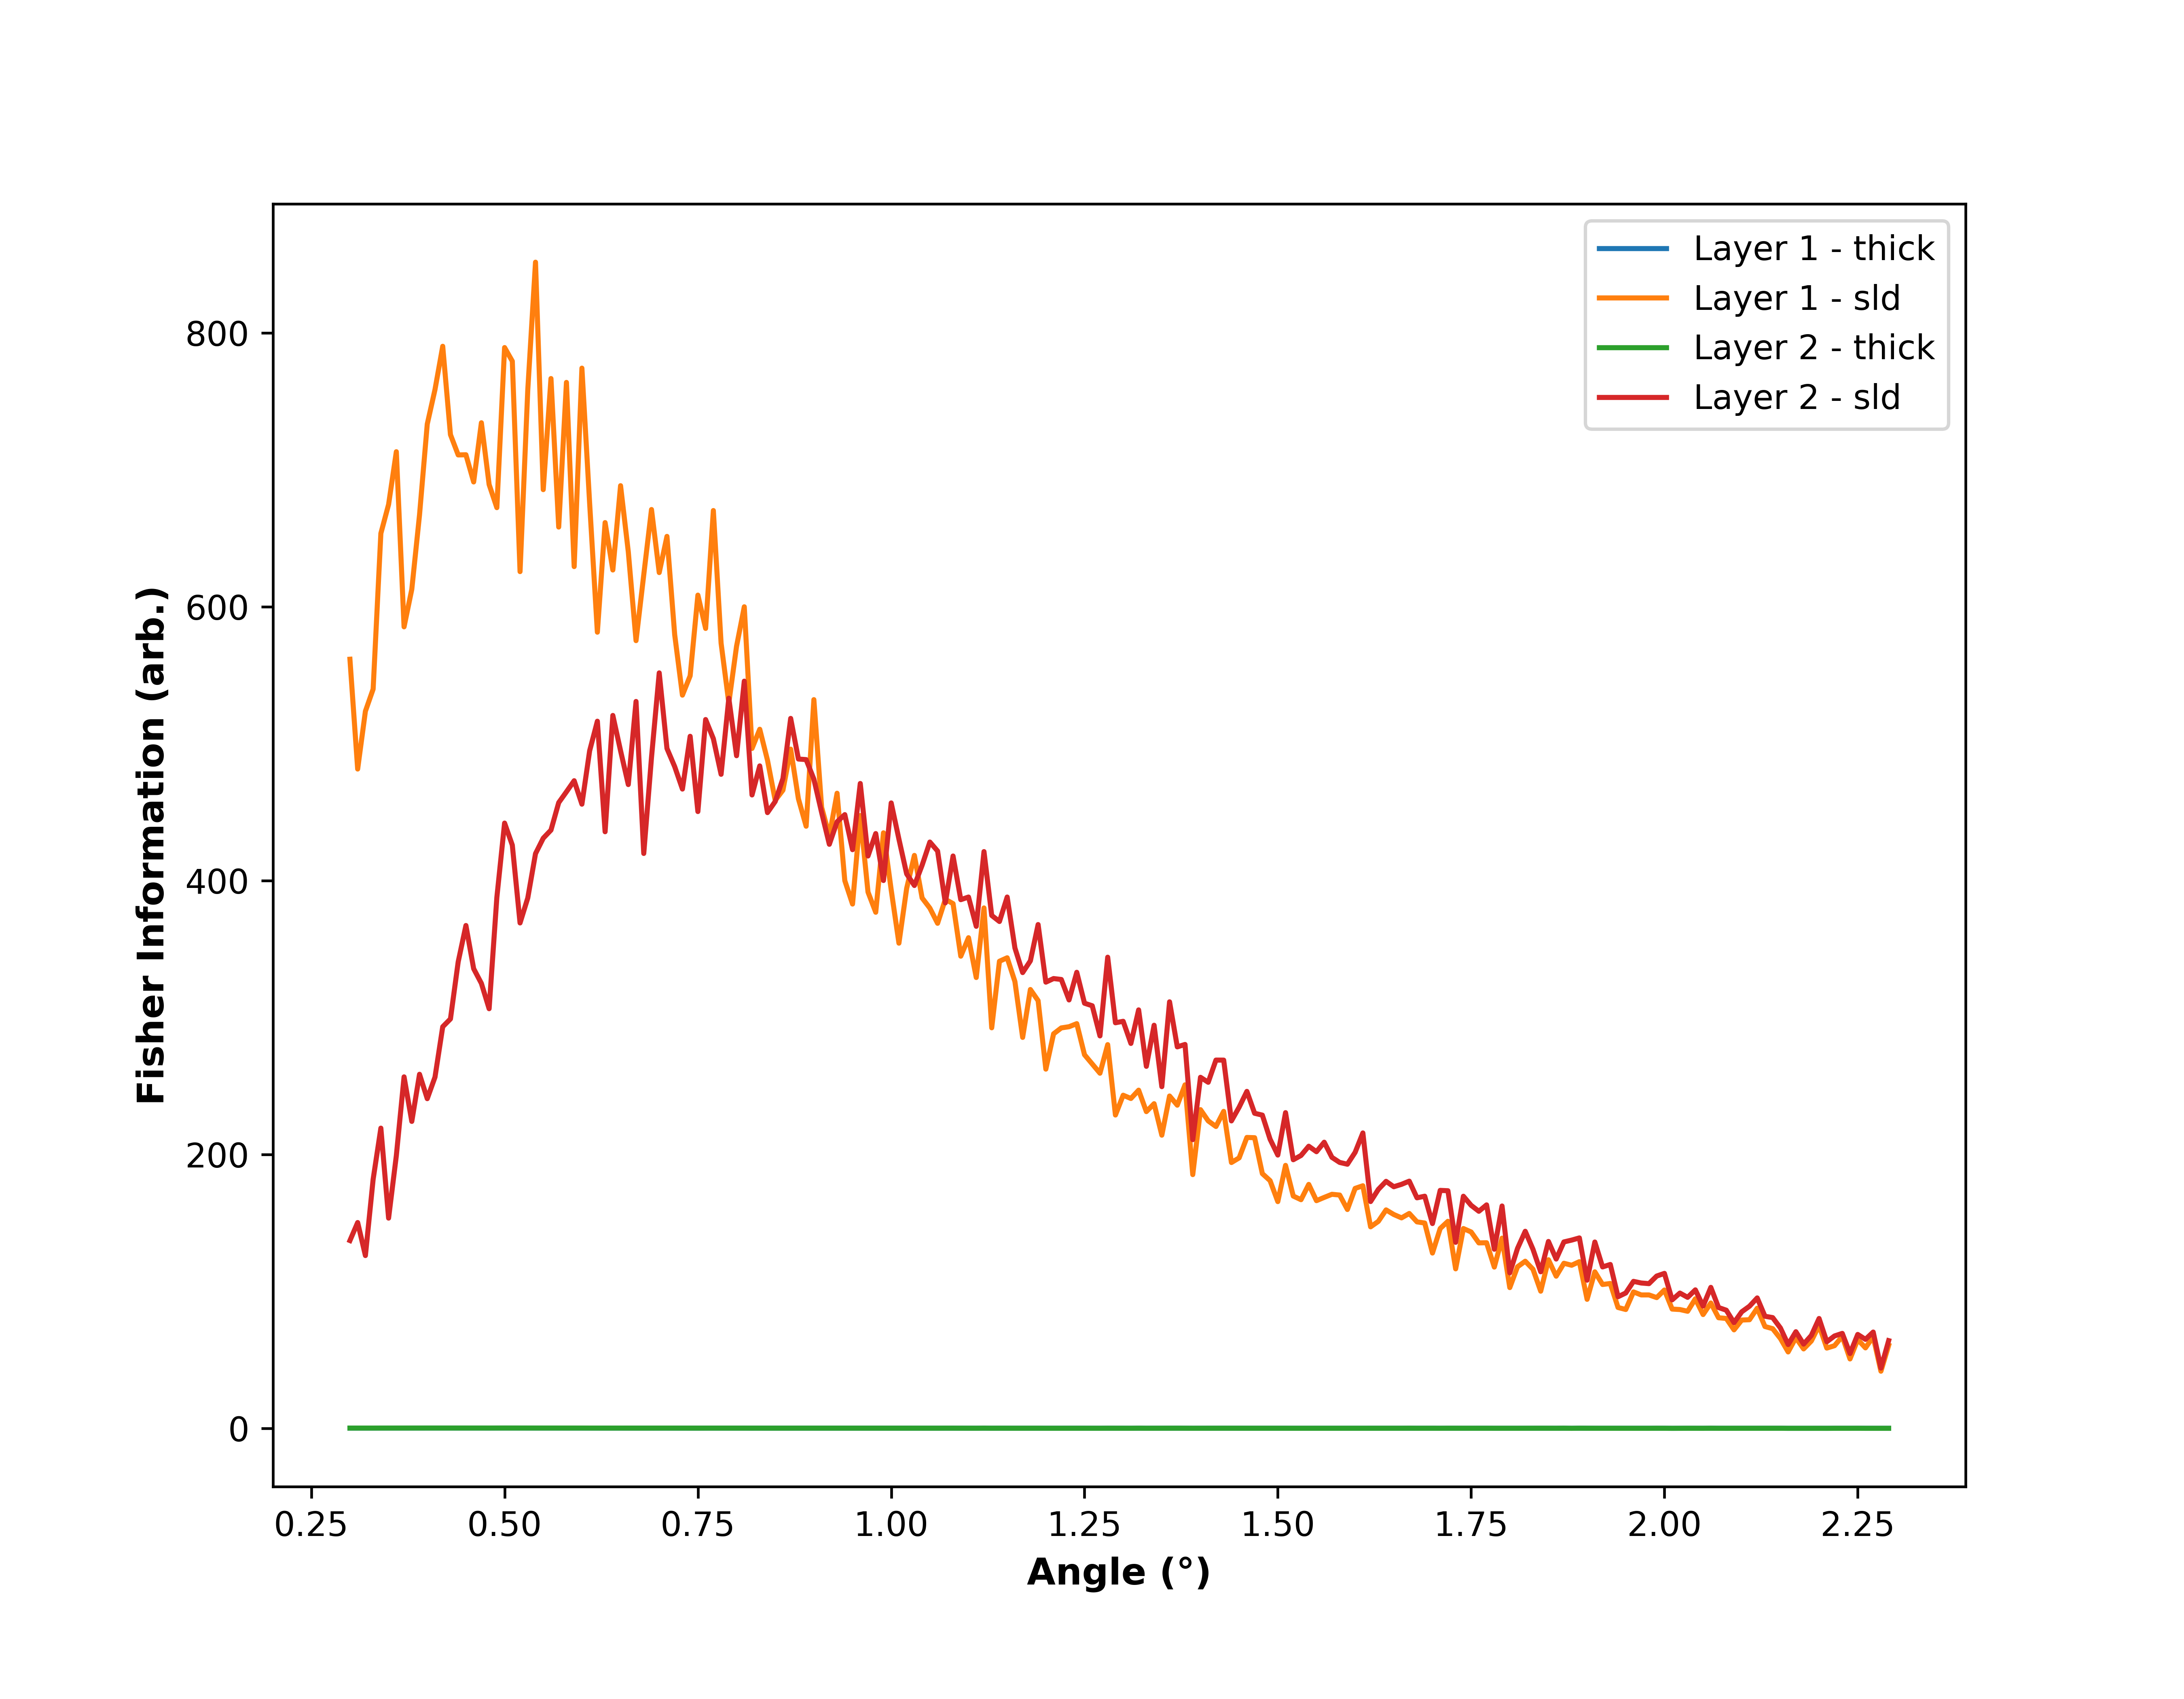 Layer 1 - thick
Layer 1 - sld
Layer 2 - thick
Layer 2 - sld
800
600
400
200
0
Fisher Information (arb.)
0.25 0.50 0.75 1.00 1.25 1.50 1.75 2.00 2.25
Angle (°)